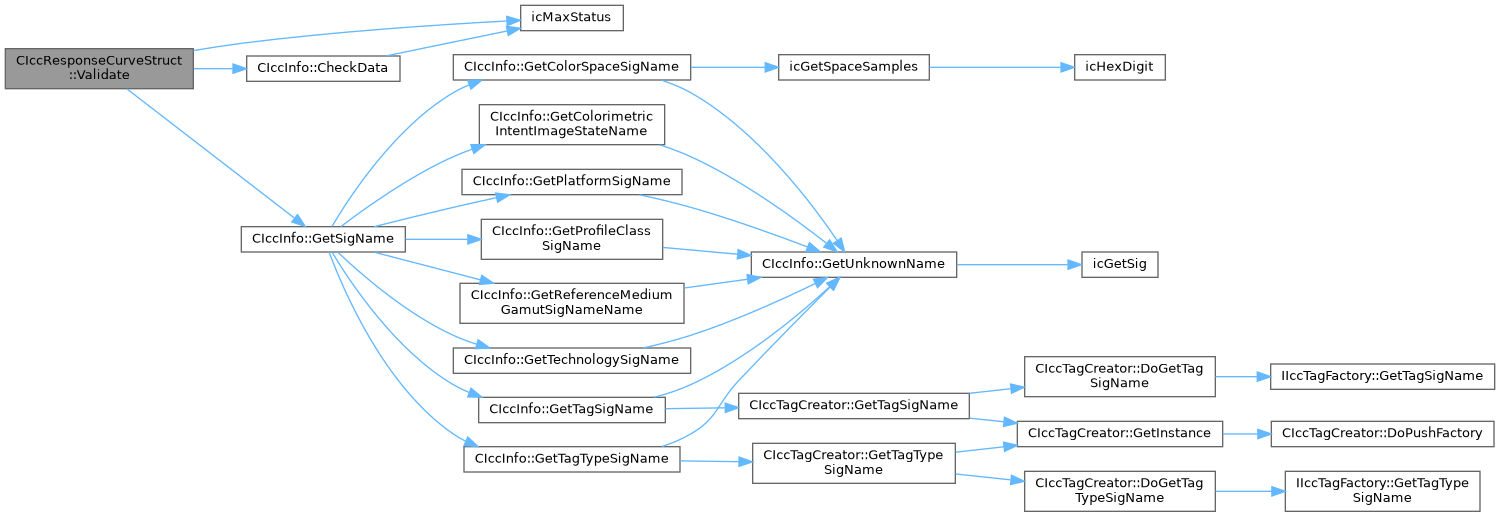 CIccResponseCurveStruct
::Validate
icMaxStatus
CIccInfo::CheckData
CIccInfo::GetSigName
CIccInfo::GetColorSpaceSigName
icGetSpaceSamples
icHexDigit
CIccInfo::GetColorimetric
IntentImageStateName
CIccInfo::GetPlatformSigName
CIccInfo::GetProfileClass
SigName
CIccInfo::GetReferenceMedium
GamutSigNameName
CIccInfo::GetTechnologySigName
CIccInfo::GetTagSigName
CIccInfo::GetTagTypeSigName
CIccInfo::GetUnknownName
icGetSig
CIccTagCreator::GetTagSigName
CIccTagCreator::GetTagType
SigName
CIccTagCreator::DoGetTag
SigName
IIccTagFactory::GetTagSigName
CIccTagCreator::GetInstance
CIccTagCreator::DoPushFactory
CIccTagCreator::DoGetTag
TypeSigName
IIccTagFactory::GetTagType
SigName